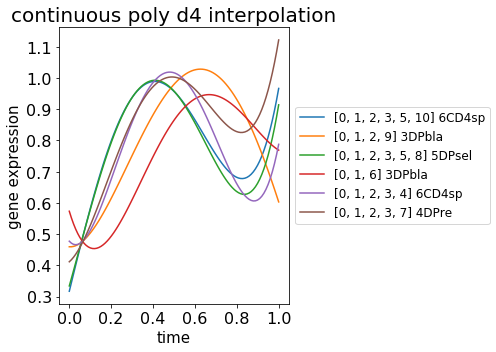 continuous poly d4 interpolation
gene expression
1.1
1.0
0.9
0.8
0.7
0.6
0.5
0.4
0.3
0.0 0.2 0.4 0.6 0.8 1.0
time
[0, 1, 2, 3, 5, 10] 6CD4sp
[0, 1, 2, 9] 3DPbla
[0, 1, 2, 3, 5, 8] 5DPsel
[0, 1, 6] 3DPbla
[0, 1, 2, 3, 4] 6CD4sp
[0, 1, 2, 3, 7] 4DPre